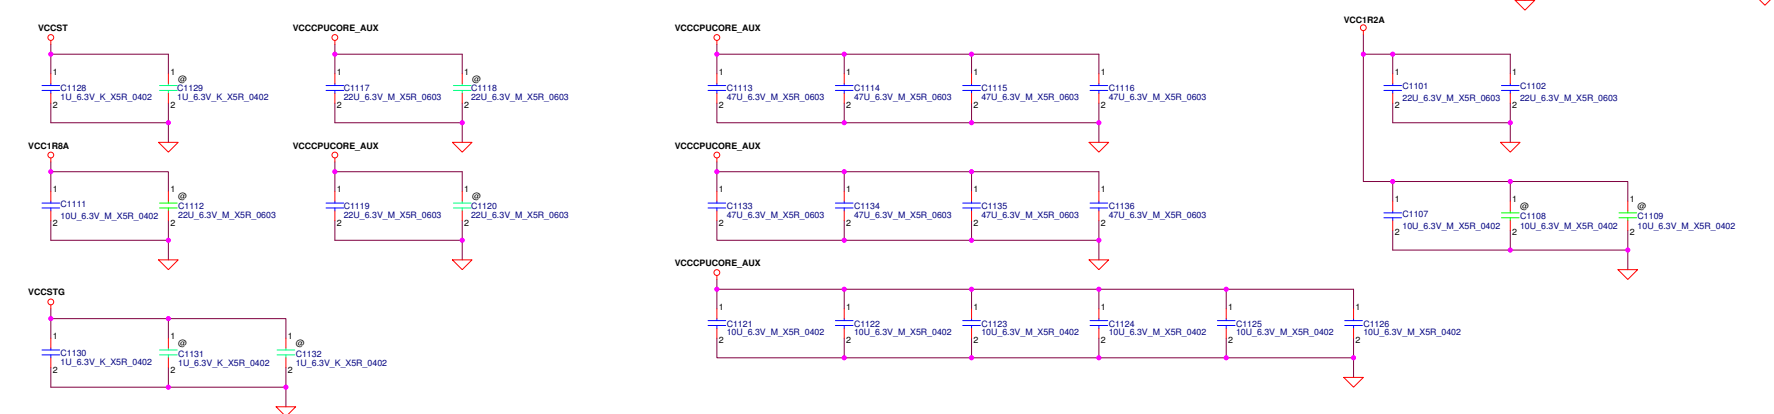 VCCST
1
C1128
1U_6.3V_K_X5R_0402
2
1
@
C1129
1U_6.3V_K_X5R_0402
2
VCCCPUCORE_AUX
1
C1117
22U_6.3V_M_X5R_0603
2
1
@
C1118
22U_6.3V_M_X5R_0603
2
VCCCPUCORE_AUX
1
C1113
47U_6.3V_M_X5R_0603
2
1
C1114
47U_6.3V_M_X5R_0603
2
1
C1115
47U_6.3V_M_X5R_0603
2
1
C1116
47U_6.3V_M_X5R_0603
2
VCC1R2A
1
C1101
22U_6.3V_M_X5R_0603
2
1
C1102
22U_6.3V_M_X5R_0603
2
VCC1R8A
1
C1111
10U_6.3V_M_X5R_0402
2
1
@
C1112
22U_6.3V_M_X5R_0603
2
VCCCPUCORE_AUX
1
C1119
22U_6.3V_M_X5R_0603
2
1
@
C1120
22U_6.3V_M_X5R_0603
2
VCCCPUCORE_AUX
1
C1133
47U_6.3V_M_X5R_0603
2
1
C1134
47U_6.3V_M_X5R_0603
2
1
C1135
47U_6.3V_M_X5R_0603
2
1
C1136
47U_6.3V_M_X5R_0603
2
1
C1107
10U_6.3V_M_X5R_0402
2
1
@
C1108
10U_6.3V_M_X5R_0402
2
1
@
C1109
10U_6.3V_M_X5R_0402
2
VCCSTG
1
C1130
1U_6.3V_K_X5R_0402
2
1
@
C1131
1U_6.3V_K_X5R_0402
2
1
@
C1132
1U_6.3V_K_X5R_0402
2
VCCCPUCORE_AUX
1
C1121
10U_6.3V_M_X5R_0402
2
1
C1122
10U_6.3V_M_X5R_0402
2
1
C1123
10U_6.3V_M_X5R_0402
2
1
C1124
10U_6.3V_M_X5R_0402
2
1
C1125
10U_6.3V_M_X5R_0402
2
1
C1126
10U_6.3V_M_X5R_0402
2